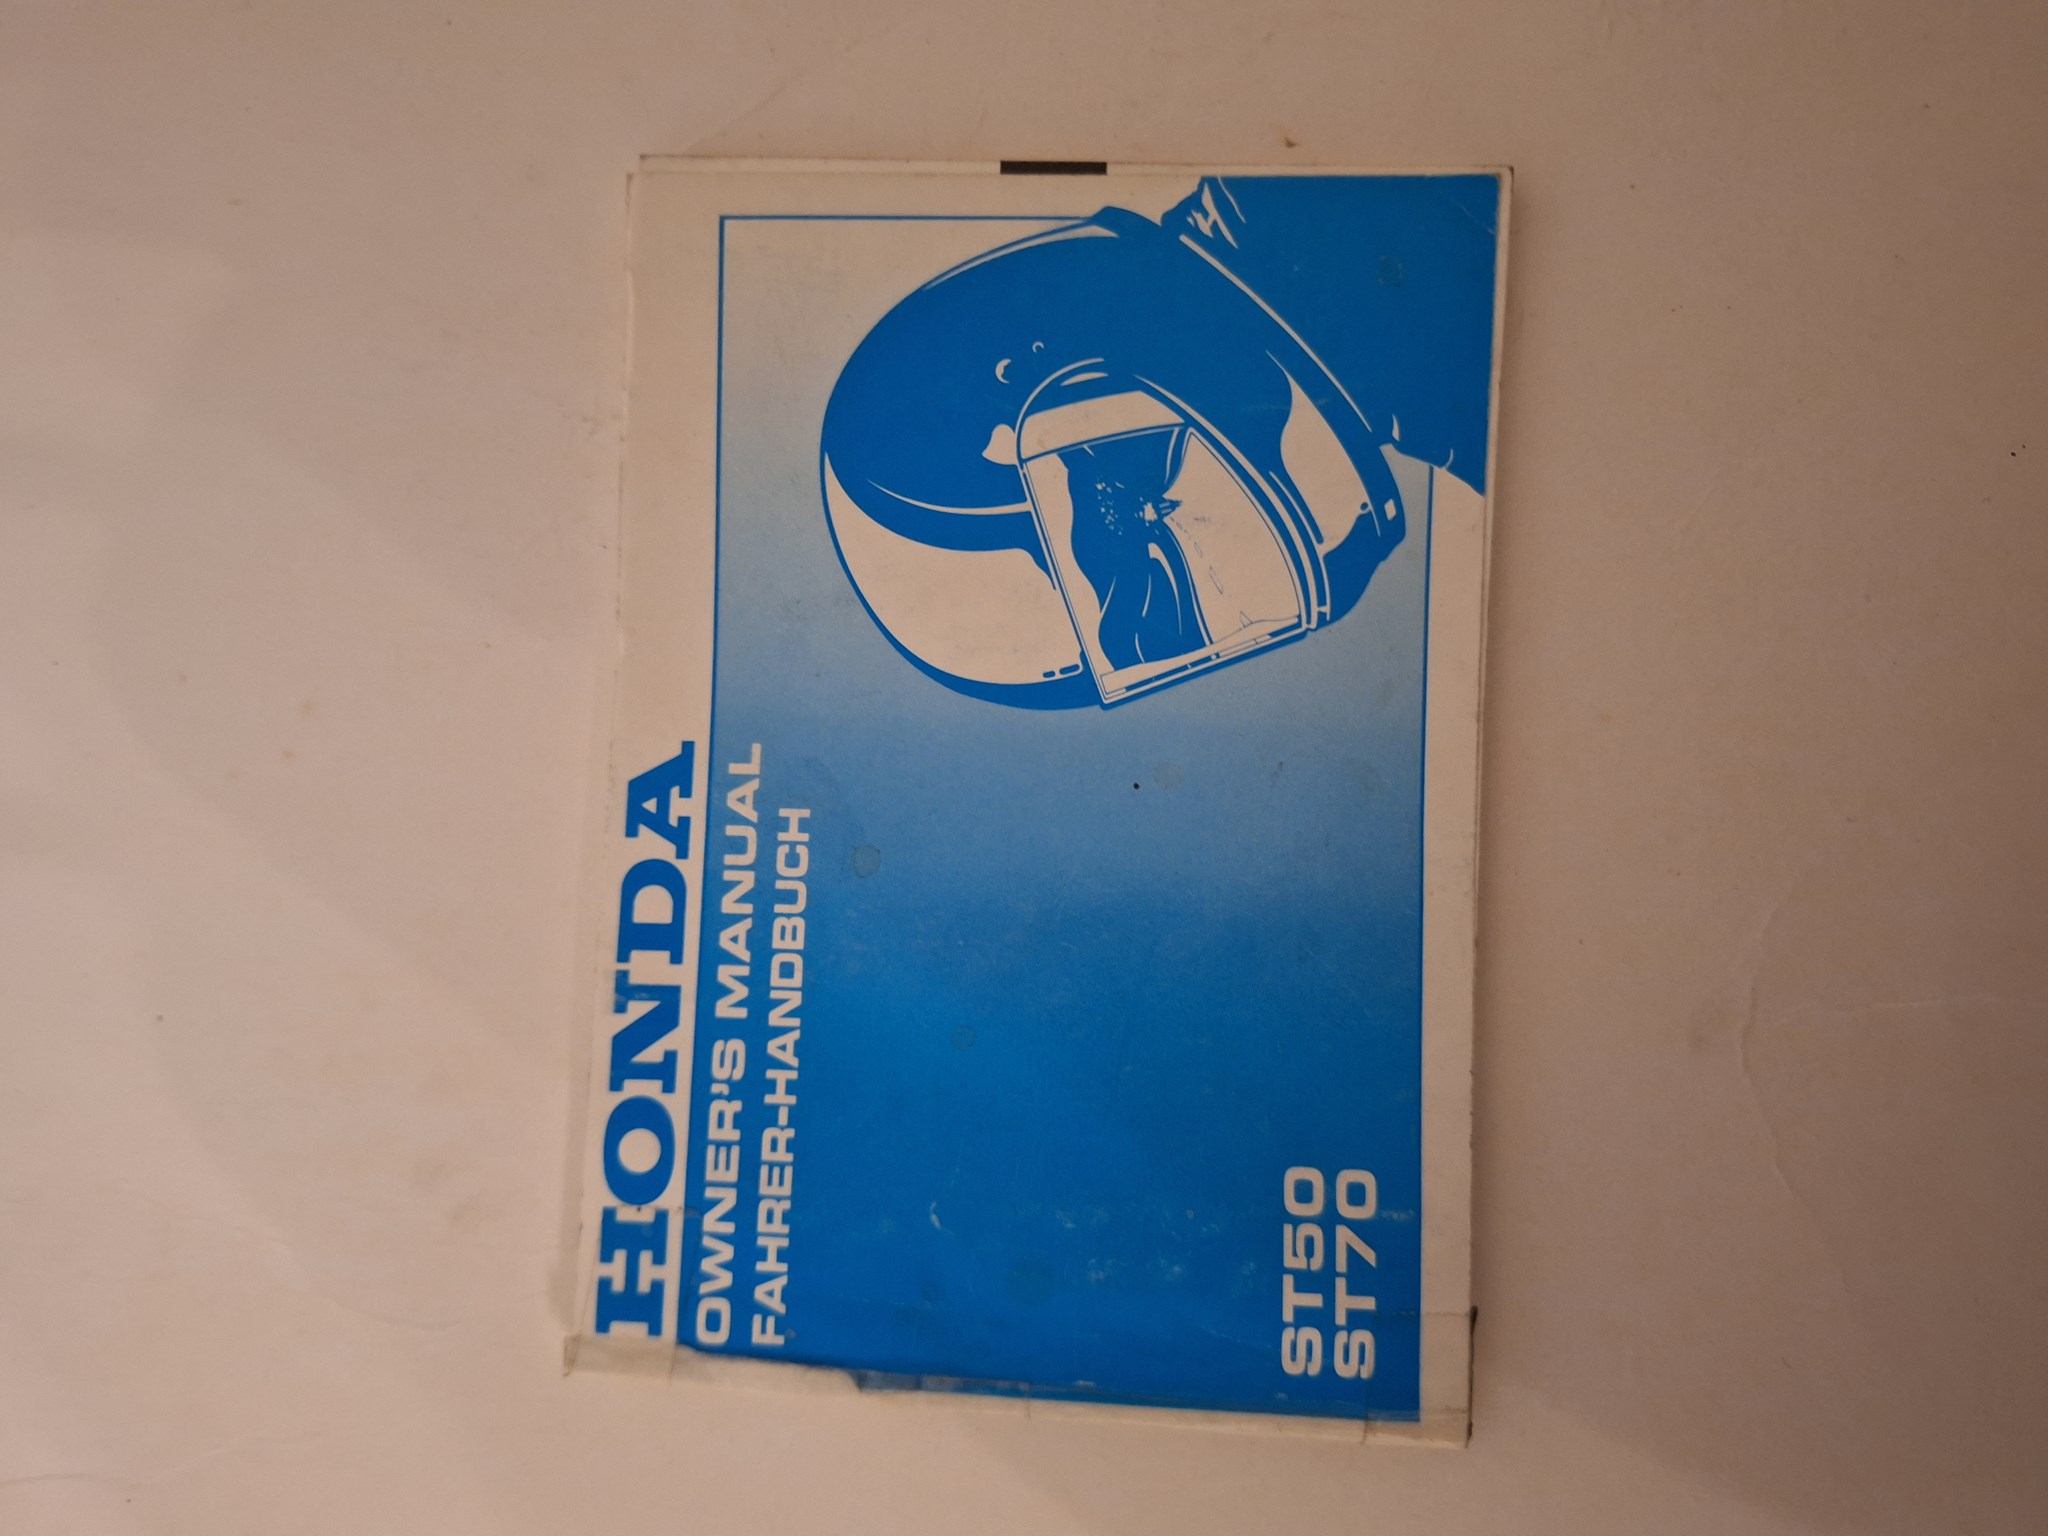 HONDA
OWNER'S MANUAL
FAHRER-HANDBUCH
ST50
ST70